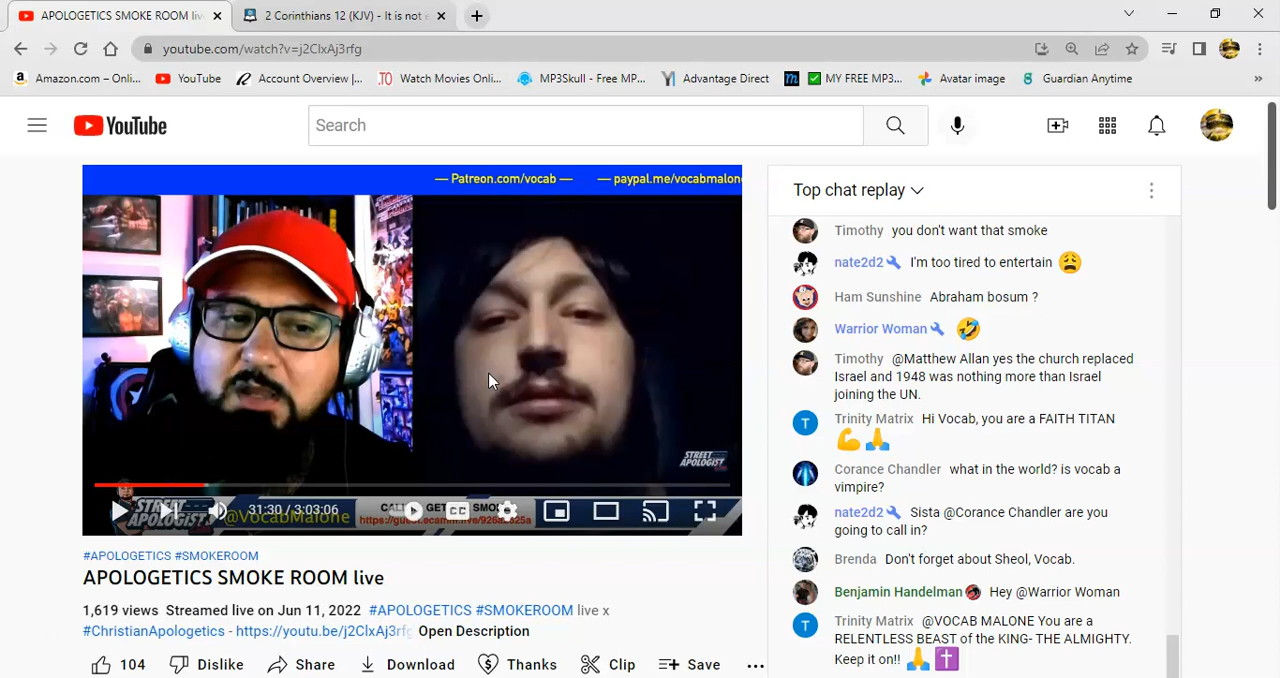 APOLOGETICS SMOKE ROOM liv
2 Corinthians 12 (KJV) - It is not e
youtube.com/watch?v=j2ClxAj3rfg
Amazon.com – Onli...
YouTube
Account Overview |...
Watch Movies Onli...
MP3Skull - Free MP...
Advantage Direct
MY FREE MP3...
Avatar image
Guardian Anytime
»
YouTube
Search
— Patreon.com/vocab —
— paypal.me/vocabmalon
STREET
APOLOGIST
31:30 / 3:03:06
@VocabMalone
CC
STREET
APOLOGIST
#APOLOGETICS #SMOKEROOM
APOLOGETICS SMOKE ROOM live
1,619 views Streamed live on Jun 11, 2022 #APOLOGETICS #SMOKEROOM live x
#ChristianApologetics - https://youtu.be/j2ClxAj3rfg Open Description
104
Dislike
Share
Download
Thanks
Clip
Save
...
Top chat replay
Timothy you don't want that smoke
nate2d2 I'm too tired to entertain
Ham Sunshine Abraham bosum ?
Warrior Woman
Timothy @Matthew Allan yes the church replaced
Israel and 1948 was nothing more than Israel
joining the UN.
T Trinity Matrix Hi Vocab, you are a FAITH TITAN
Corance Chandler what in the world? is vocab a
vimpire?
nate2d2 Sista @Corance Chandler are you
going to call in?
Brenda Don't forget about Sheol, Vocab.
Benjamin Handelman Hey @Warrior Woman
T Trinity Matrix @VOCAB MALONE You are a
RELENTLESS BEAST of the KING- THE ALMIGHTY.
Keep it on!!